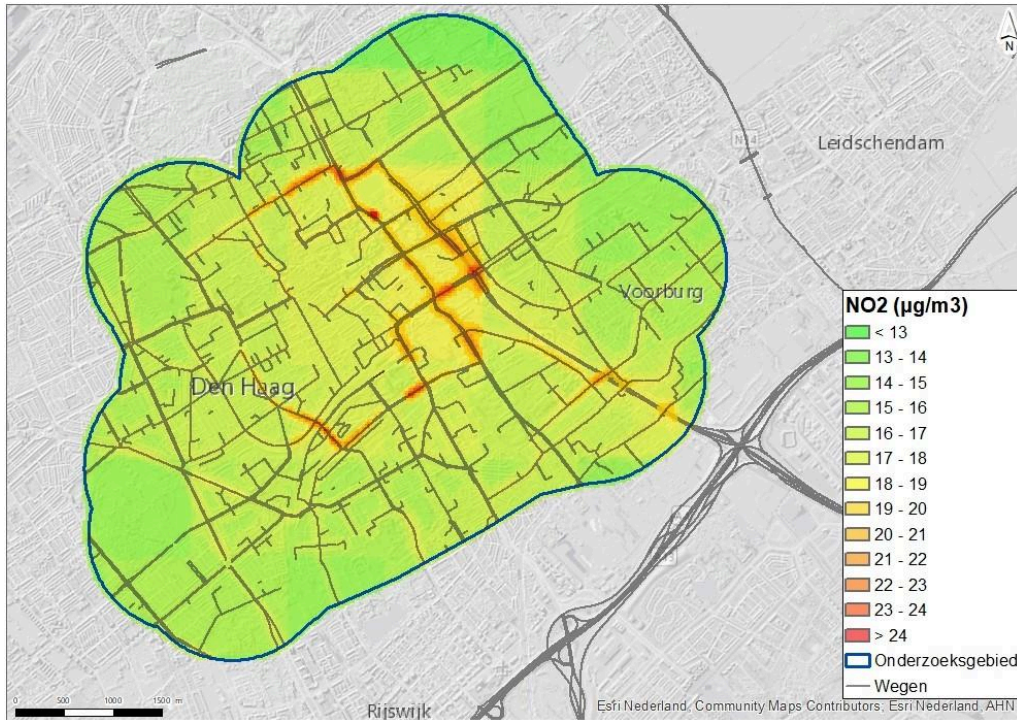 N
Leidschendam
N14
Voorburg
Den Haag
Rijswijk
NO2 (µg/m3)
< 13
13 - 14
14 - 15
15 - 16
16 - 17
17 - 18
18 - 19
19 - 20
20 - 21
21 - 22
22 - 23
23 - 24
> 24
Onderzoeksgebied
Wegen
0 500 1000 1500 m
Esri Nederland, Community Maps Contributors, Esri Nederland, AHN